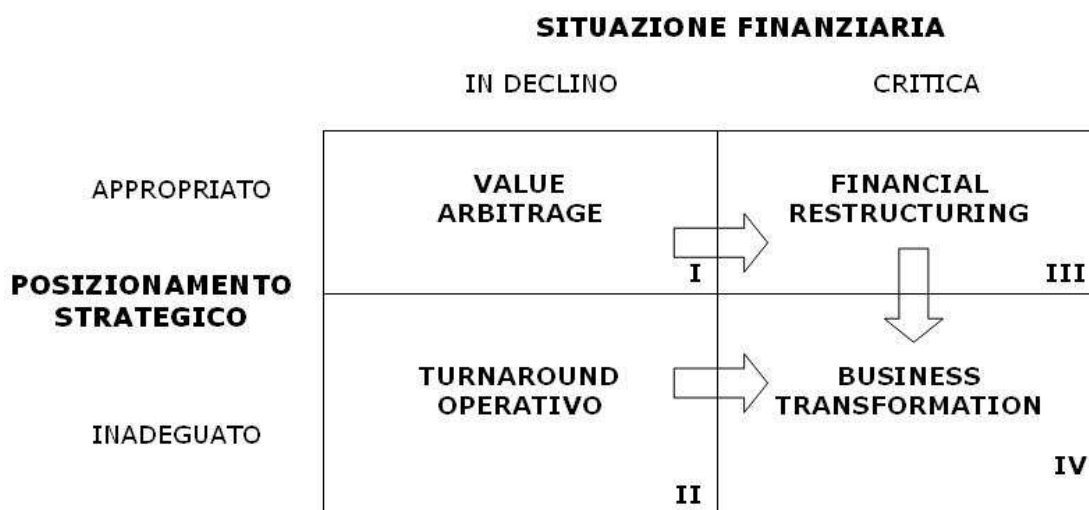 SITUAZIONE FINANZIARIA
IN DECLINO CRITICA
APPROPRIATO
VALUE
ARBITRAGE
FINANCIAL
RESTRUCTURING
I
III
POSIZIONAMENTO
STRATEGICO
TURNAROUND
OPERATIVO
BUSINESS
TRANSFORMATION
INADEGUATO
II
IV